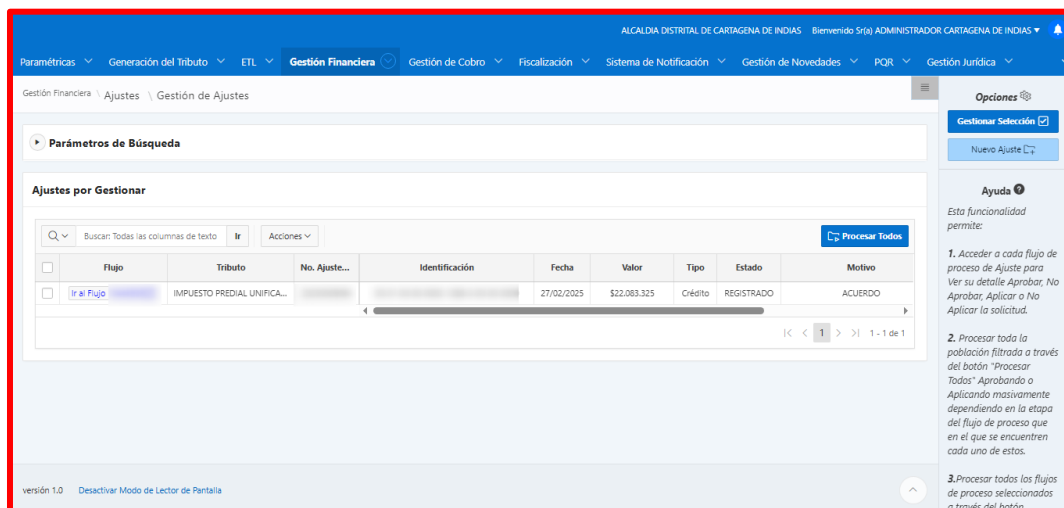 ALCALDIA DISTRITAL DE CARTAGENA DE INDIAS Bienvenido Sr(a) ADMINISTRADOR CARTAGENA DE INDIAS
Paramétricas Generación del Tributo ETL Gestión Financiera Gestión de Cobro Fiscalización Sistema de Notificación Gestión de Novedades PQR Gestión Jurídica
Gestión Financiera \ Ajustes \ Gestión de Ajustes
Parámetros de Búsqueda
Ajustes por Gestionar
Buscar: Todas las columnas de texto Ir Acciones Procesar Todos
Flujo Tributo No. Ajuste... Identificación Fecha Valor Tipo Estado Motivo
Ir al Flujo IMPUESTO PREDIAL UNIFICA... 27/02/2025 $22.083.325 Crédito REGISTRADO ACUERDO
1 1 - 1 de 1
versión 1.0 Desactivar Modo de Lector de Pantalla
Opciones
Gestionar Selección
Nuevo Ajuste
Ayuda
Esta funcionalidad
permite:
1. Acceder a cada flujo de
proceso de Ajuste para
Ver su detalle Aprobar, No
Aprobar, Aplicar o No
Aplicar la solicitud.
2. Procesar toda la
población filtrada a través
del botón "Procesar
Todos" Aprobando o
Aplicando masivamente
dependiendo en la etapa
del flujo de proceso que
en el que se encuentren
cada uno de estos.
3.Procesar todos los flujos
de proceso seleccionados
a través del botón